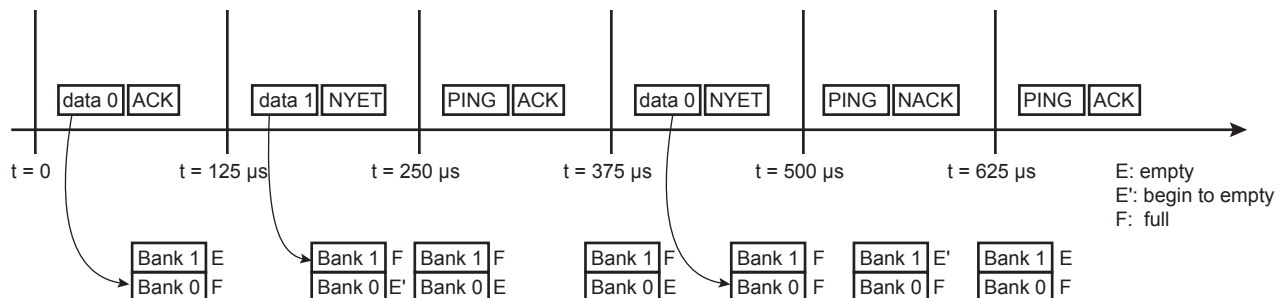 data 0 ACK data 1 NYET PING ACK data 0 NYET PING NACK PING ACK
t = 0 t = 125 µs t = 250 µs t = 375 µs t = 500 µs t = 625 µs
E: empty
E': begin to empty
F: full
Bank 1 E Bank 1 F Bank 1 F Bank 1 F Bank 1 F Bank 1 E' Bank 1 E
Bank 0 F Bank 0 E' Bank 0 E Bank 0 E Bank 0 F Bank 0 F Bank 0 F